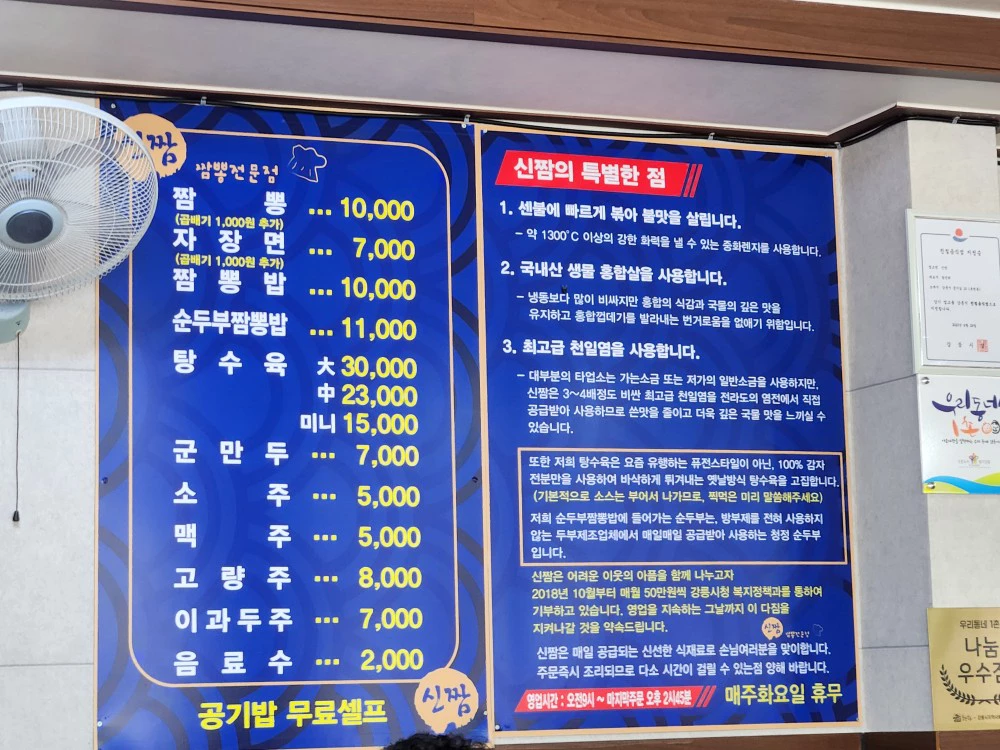 짬
짬뽕전문점
짬 뽕 ... 10,000
(곱배기 1,000원 추가)
자 장 면 ... 7,000
(곱배기 1,000원 추가)
짬 뽕 밥 ... 10,000
순두부짬뽕밥 ... 11,000
탕 수 육 大 30,000
中 23,000
미니 15,000
군 만 두 ... 7,000
소 주 ... 5,000
맥 주 ... 5,000
고 량 주 ... 8,000
이 과 두 주 ... 7,000
음 료 수 ... 2,000
공기밥 무료셀프
신짬
신짬의 특별한 점
1. 센불에 빠르게 볶아 불맛을 살립니다.
- 약 1300˚C 이상의 강한 화력을 낼 수 있는 중화렌지를 사용합니다.
2. 국내산 생물 홍합살을 사용합니다.
- 냉동보다 많이 비싸지만 홍합의 식감과 국물의 깊은 맛을
유지하고 홍합껍데기를 발라내는 번거로움을 없애기 위함입니다.
3. 최고급 천일염을 사용합니다.
- 대부분의 타업소는 가는소금 또는 저가의 일반소금을 사용하지만,
신짬은 3~4배정도 비싼 최고급 천일염을 전라도의 염전에서 직접
공급받아 사용하므로 쓴맛을 줄이고 더욱 깊은 국물 맛을 느끼실 수
있습니다.
또한 저희 탕수육은 요즘 유행하는 퓨전스타일이 아닌, 100% 감자
전분만을 사용하여 바삭하게 튀겨내는 옛날방식 탕수육을 고집합니다.
(기본적으로 소스는 부어서 나가므로, 찍먹은 미리 말씀해주세요)
저희 순두부짬뽕밥에 들어가는 순두부는, 방부제를 전혀 사용하지
않는 두부제조업체에서 매일매일 공급받아 사용하는 청정 순두부
입니다.
신짬은 어려운 이웃의 아픔을 함께 나누고자
2018년 10월부터 매월 50만원씩 강릉시청 복지정책과를 통하여
기부하고 있습니다. 영업을 지속하는 그날까지 이 다짐을
지켜나갈 것을 약속드립니다.
신짬 짬뽕전문점
신짬은 매일 공급되는 신선한 식재료로 손님여러분을 맞이합니다.
주문즉시 조리되므로 다소 시간이 걸릴 수 있는점 양해 바랍니다.
영업시간 : 오전9시 ~ 마지막주문 오후 2시45분
매주화요일 휴무
우리동네
우리동네 1촌
나눔
우수